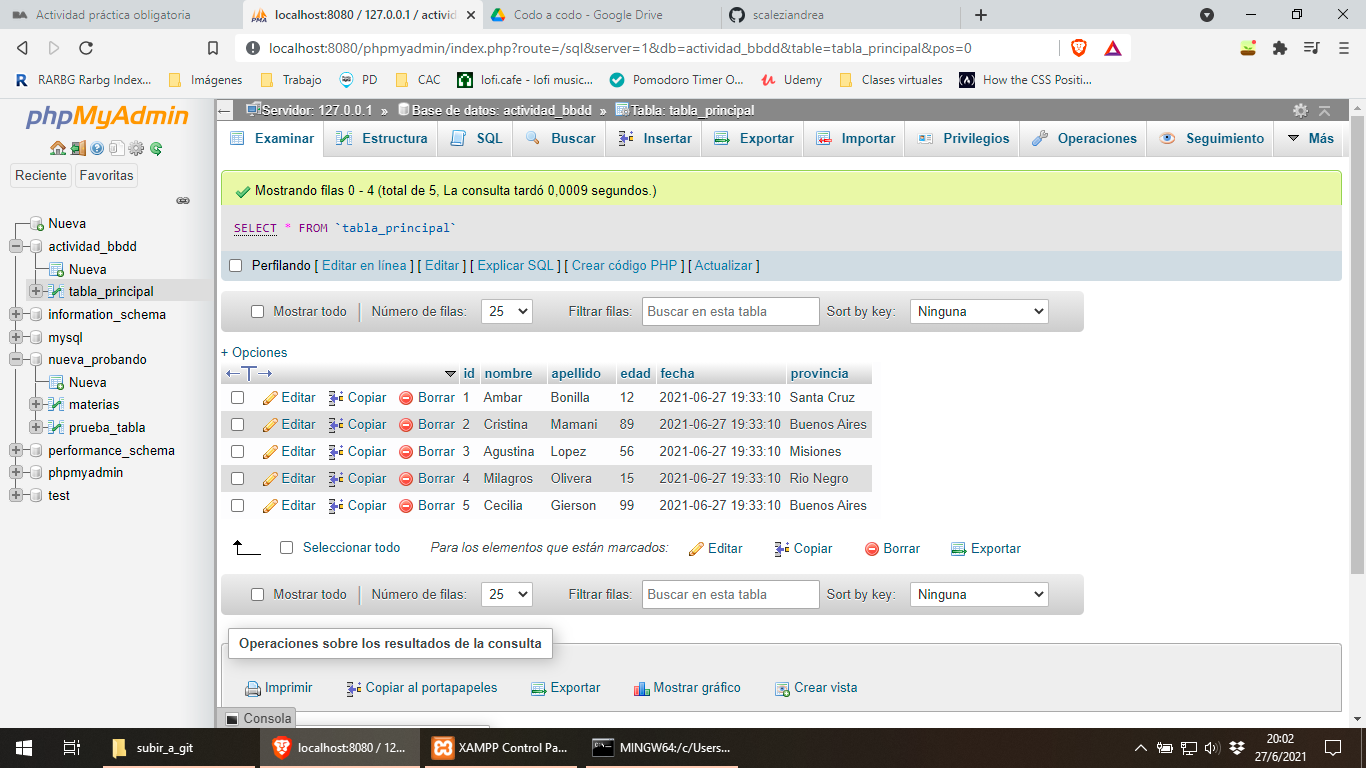 Actividad práctica obligatoria
localhost:8080 / 127.0.0.1 / activid
Codo a codo - Google Drive
scaleziandrea
localhost:8080/phpmyadmin/index.php?route=/sql&server=1&db=actividad_bbdd&table=tabla_principal&pos=0
RARBG Rarbg Index... Imágenes Trabajo PD CAC lofi.cafe - lofi music... Pomodoro Timer O... Udemy Clases virtuales How the CSS Positi...
phpMyAdmin
Reciente Favoritas
Nueva
actividad_bbdd
Nueva
tabla_principal
information_schema
mysql
nueva_probando
Nueva
materias
prueba_tabla
performance_schema
phpmyadmin
test
Servidor: 127.0.0.1 » Base de datos: actividad_bbdd » Tabla: tabla_principal
Examinar Estructura SQL Buscar Insertar Exportar Importar Privilegios Operaciones Seguimiento Más
Mostrando filas 0 - 4 (total de 5, La consulta tardó 0,0009 segundos.)
SELECT * FROM `tabla_principal`
Perfilando [ Editar en línea ] [ Editar ] [ Explicar SQL ] [ Crear código PHP ] [ Actualizar ]
Mostrar todo Número de filas: 25 Filtrar filas: Buscar en esta tabla Sort by key: Ninguna
+ Opciones
id nombre apellido edad fecha provincia
Editar Copiar Borrar 1 Ambar Bonilla 12 2021-06-27 19:33:10 Santa Cruz
Editar Copiar Borrar 2 Cristina Mamani 89 2021-06-27 19:33:10 Buenos Aires
Editar Copiar Borrar 3 Agustina Lopez 56 2021-06-27 19:33:10 Misiones
Editar Copiar Borrar 4 Milagros Olivera 15 2021-06-27 19:33:10 Rio Negro
Editar Copiar Borrar 5 Cecilia Gierson 99 2021-06-27 19:33:10 Buenos Aires
Seleccionar todo Para los elementos que están marcados: Editar Copiar Borrar Exportar
Mostrar todo Número de filas: 25 Filtrar filas: Buscar en esta tabla Sort by key: Ninguna
Operaciones sobre los resultados de la consulta
Imprimir Copiar al portapapeles Exportar Mostrar gráfico Crear vista
Consola
subir_a_git
localhost:8080 / 12...
XAMPP Control Pa...
MINGW64:/c/Users...
20:02
27/6/2021